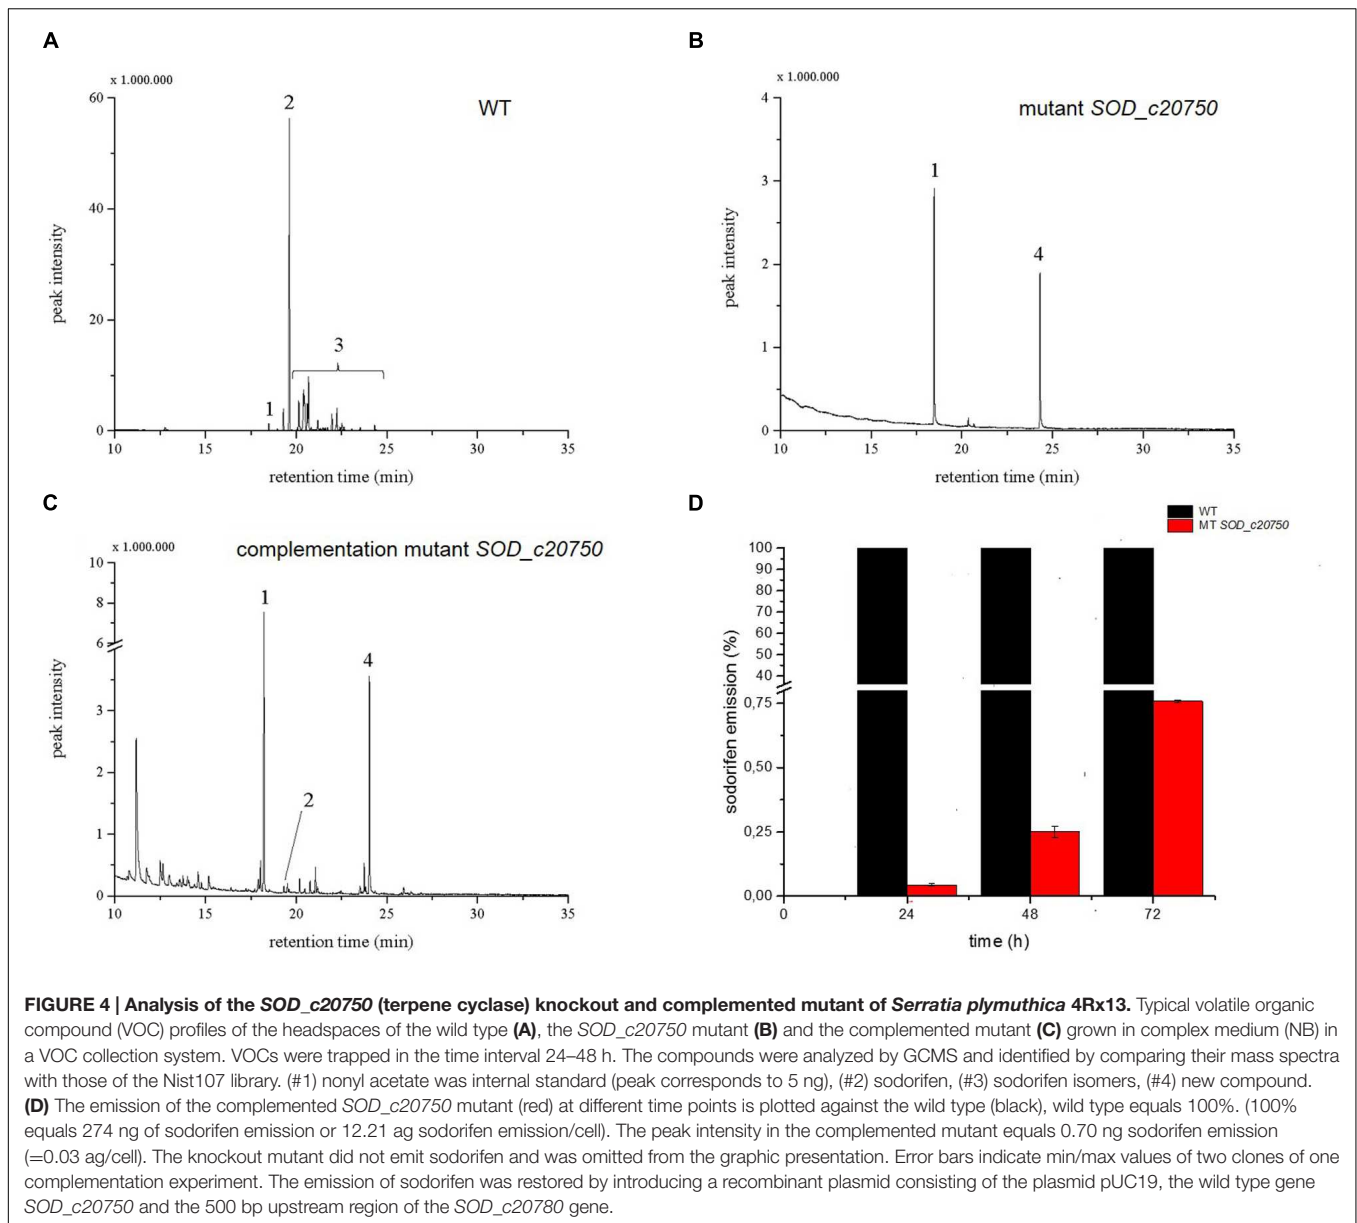 A
x 1.000.000
WT
60
40
20
0
2
3
1
peak intensity
10 15 20 25 30 35
retention time (min)
B
x 1.000.000
mutant SOD_c20750
4
3
2
1
0
1
4
peak intensity
10 15 20 25 30 35
retention time (min)
C
x 1.000.000
complementation mutant SOD_c20750
10
8
6
3
2
1
0
1
4
2
peak intensity
10 15 20 25 30 35
retention time (min)
D
WT
MT SOD_c20750
100
90
80
70
60
50
40
0,75
0,50
0,25
0,00
sodorifen emission (%)
0 24 48 72
time (h)
FIGURE 4 | Analysis of the SOD_c20750 (terpene cyclase) knockout and complemented mutant of Serratia plymuthica 4Rx13. Typical volatile organic
compound (VOC) profiles of the headspaces of the wild type (A), the SOD_c20750 mutant (B) and the complemented mutant (C) grown in complex medium (NB) in
a VOC collection system. VOCs were trapped in the time interval 24–48 h. The compounds were analyzed by GCMS and identified by comparing their mass spectra
with those of the Nist107 library. (#1) nonyl acetate was internal standard (peak corresponds to 5 ng), (#2) sodorifen, (#3) sodorifen isomers, (#4) new compound.
(D) The emission of the complemented SOD_c20750 mutant (red) at different time points is plotted against the wild type (black), wild type equals 100%. (100%
equals 274 ng of sodorifen emission or 12.21 ag sodorifen emission/cell). The peak intensity in the complemented mutant equals 0.70 ng sodorifen emission
(=0.03 ag/cell). The knockout mutant did not emit sodorifen and was omitted from the graphic presentation. Error bars indicate min/max values of two clones of one
complementation experiment. The emission of sodorifen was restored by introducing a recombinant plasmid consisting of the plasmid pUC19, the wild type gene
SOD_c20750 and the 500 bp upstream region of the SOD_c20780 gene.